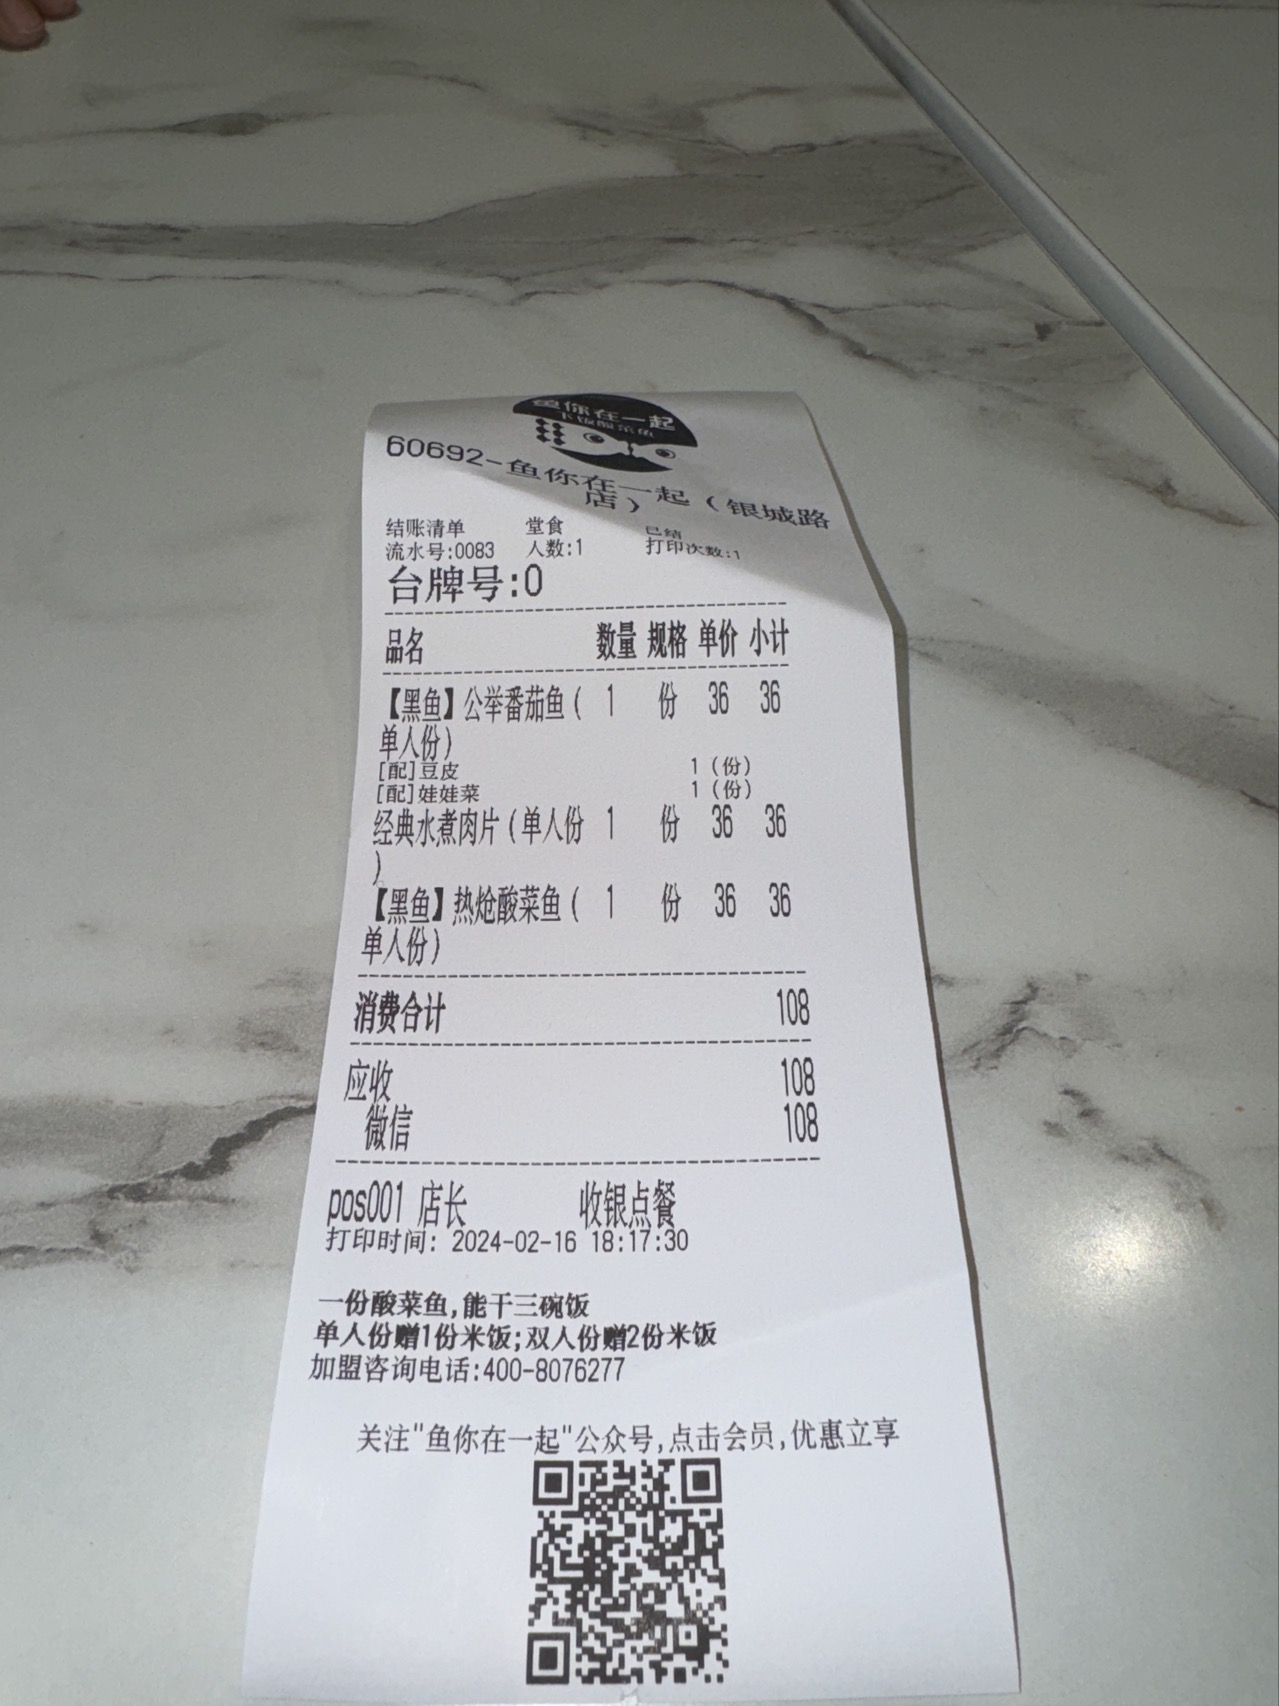 鱼你在一起
下饭酸菜鱼
60692-鱼你在一起（银城路
店）
结账清单 堂食 已结
流水号:0083 人数:1 打印次数:1
台牌号:0
品名 数量 规格 单价 小计
【黑鱼】公举番茄鱼( 1 份 36 36
单人份)
[配]豆皮 1（份）
[配]娃娃菜 1（份）
经典水煮肉片(单人份 1 份 36 36
)
【黑鱼】热炝酸菜鱼( 1 份 36 36
单人份)
消费合计 108
应收 108
微信 108
pos001 店长 收银点餐
打印时间: 2024-02-16 18:17:30
一份酸菜鱼,能干三碗饭
单人份赠1份米饭;双人份赠2份米饭
加盟咨询电话:400-8076277
关注"鱼你在一起"公众号,点击会员,优惠立享